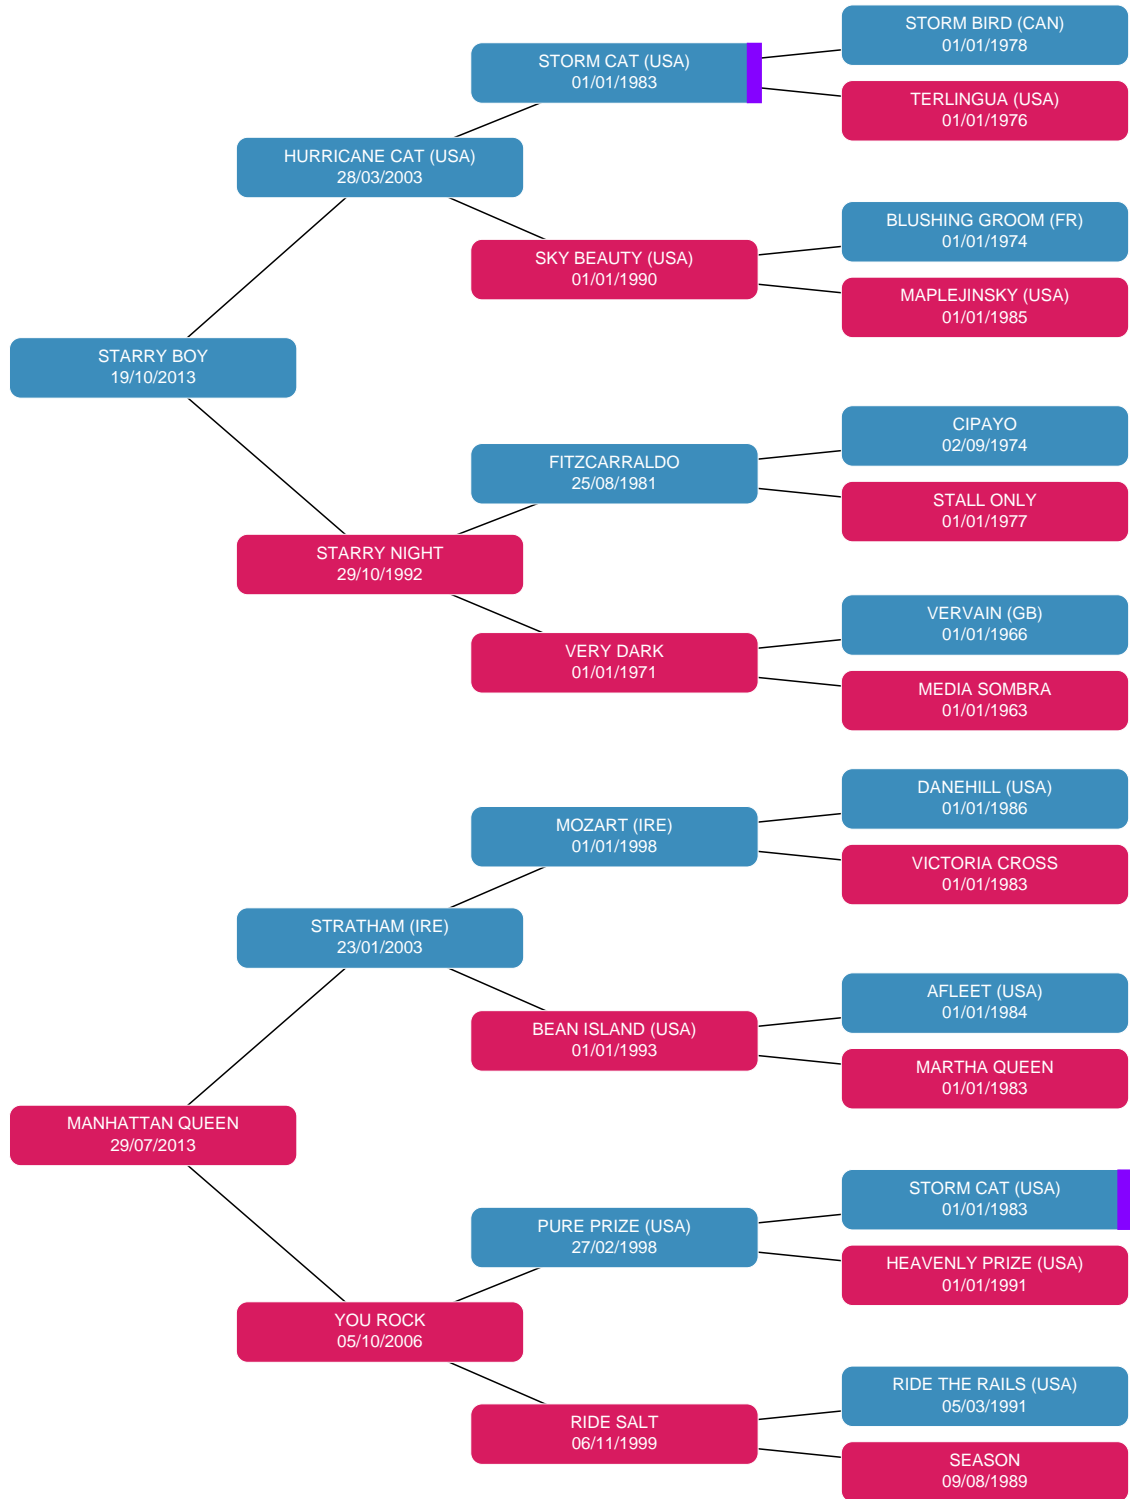 STORM BIRD (CAN)
01/01/1978
STORM CAT (USA)
01/01/1983
TERLINGUA (USA)
01/01/1976
HURRICANE CAT (USA)
28/03/2003
BLUSHING GROOM (FR)
01/01/1974
SKY BEAUTY (USA)
01/01/1990
MAPLEJINSKY (USA)
01/01/1985
STARRY BOY
19/10/2013
CIPAYO
02/09/1974
FITZCARRALDO
25/08/1981
STALL ONLY
01/01/1977
STARRY NIGHT
29/10/1992
VERVAIN (GB)
01/01/1966
VERY DARK
01/01/1971
MEDIA SOMBRA
01/01/1963
DANEHILL (USA)
01/01/1986
MOZART (IRE)
01/01/1998
VICTORIA CROSS
01/01/1983
STRATHAM (IRE)
23/01/2003
AFLEET (USA)
01/01/1984
BEAN ISLAND (USA)
01/01/1993
MARTHA QUEEN
01/01/1983
MANHATTAN QUEEN
29/07/2013
STORM CAT (USA)
01/01/1983
PURE PRIZE (USA)
27/02/1998
HEAVENLY PRIZE (USA)
01/01/1991
YOU ROCK
05/10/2006
RIDE THE RAILS (USA)
05/03/1991
RIDE SALT
06/11/1999
SEASON
09/08/1989